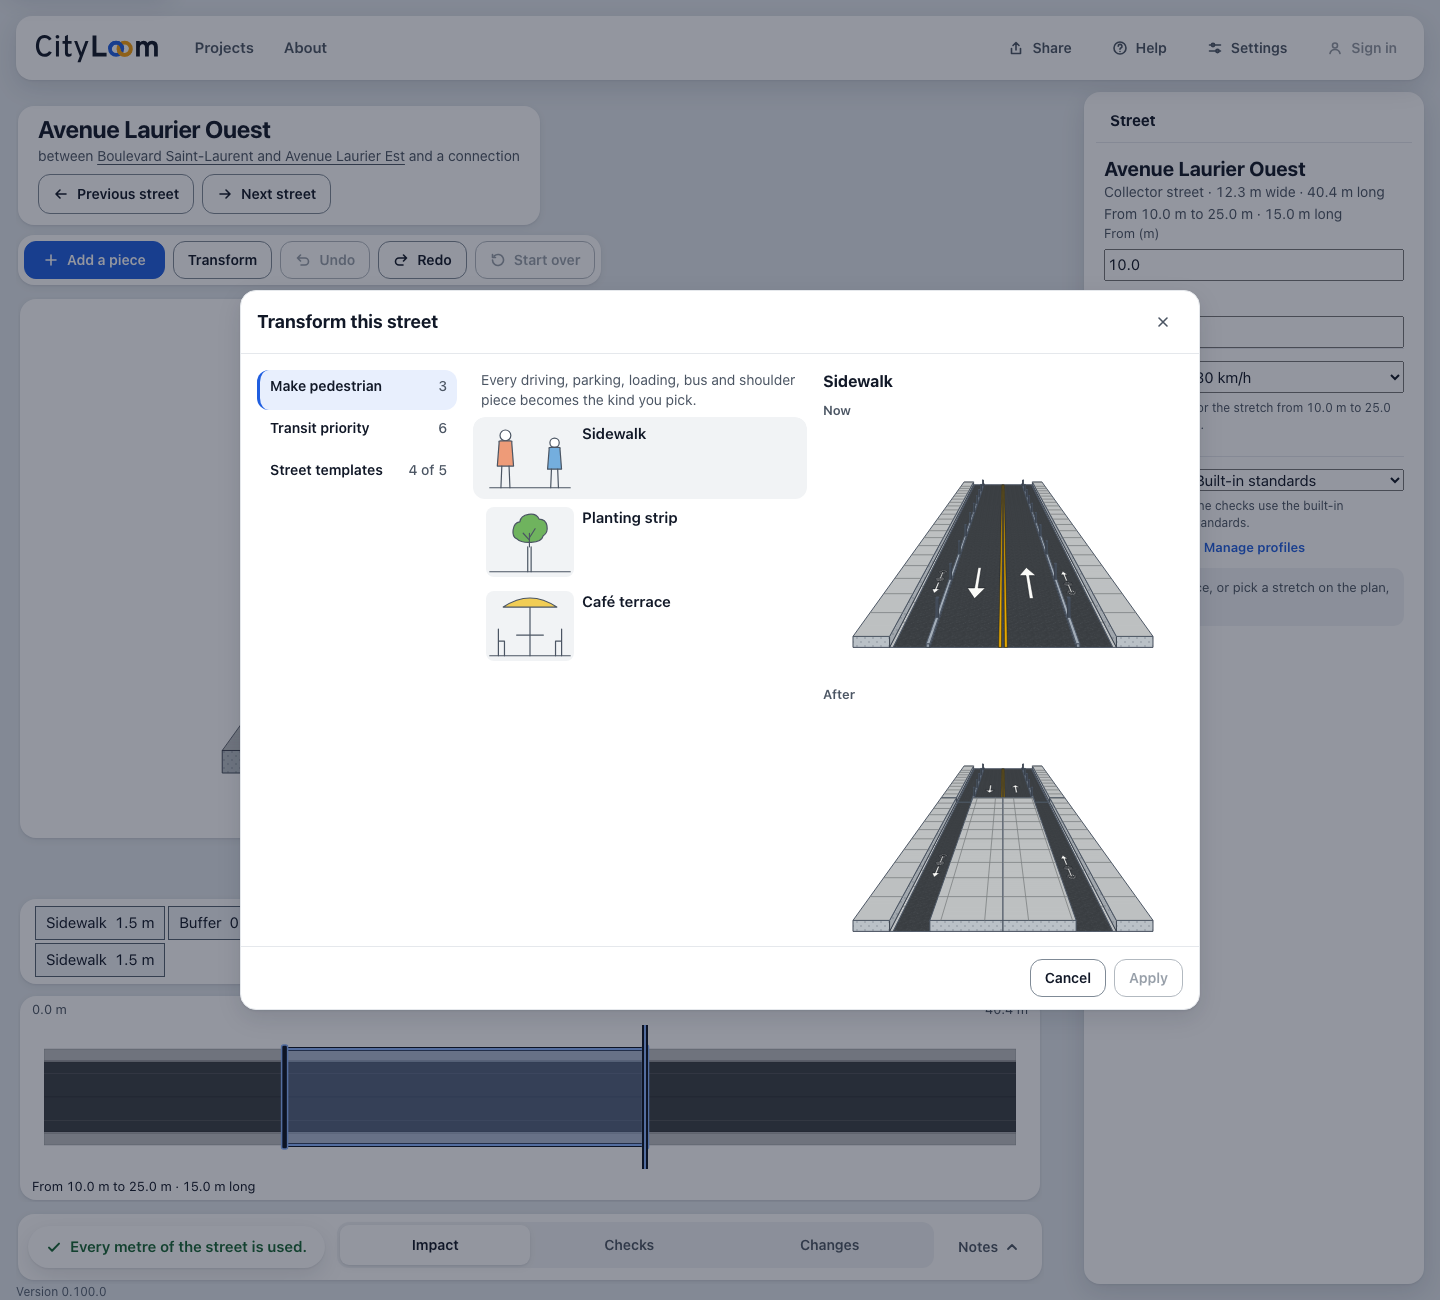 CityLoom
Projects
About
Share
Help
Settings
Sign in
Avenue Laurier Ouest
between Boulevard Saint-Laurent and Avenue Laurier Est and a connection
Previous street
Next street
Add a piece
Transform
Undo
Redo
Start over
Street
Avenue Laurier Ouest
Collector street · 12.3 m wide · 40.4 m long
From 10.0 m to 25.0 m · 15.0 m long
From (m)
10.0
Transform this street
Make pedestrian 3
Transit priority 6
Street templates 4 of 5
Every driving, parking, loading, bus and shoulder
piece becomes the kind you pick.
Sidewalk
Planting strip
Café terrace
Sidewalk
Now
After
Cancel
Apply
km/h
or the stretch from 10.0 m to 25.0
Built-in standards
checks use the built-in
Manage profiles
or pick a stretch on the plan,
Sidewalk 1.5 m
Buffer 0
Sidewalk 1.5 m
0.0 m
40.4 m
From 10.0 m to 25.0 m · 15.0 m long
Every metre of the street is used.
Impact
Checks
Changes
Notes
Version 0.100.0